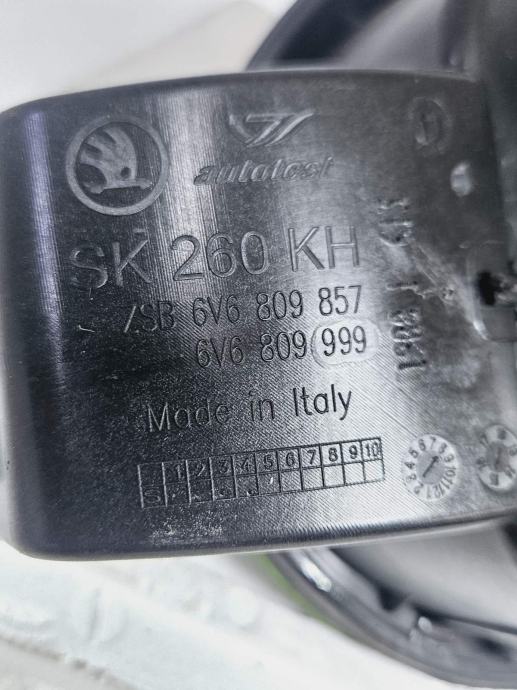 autotest
SK 260 KH
ZSB 6V6 809 857
6V6 809 999
Made in Italy
1 2 3 4 5 6 7 8 9 10